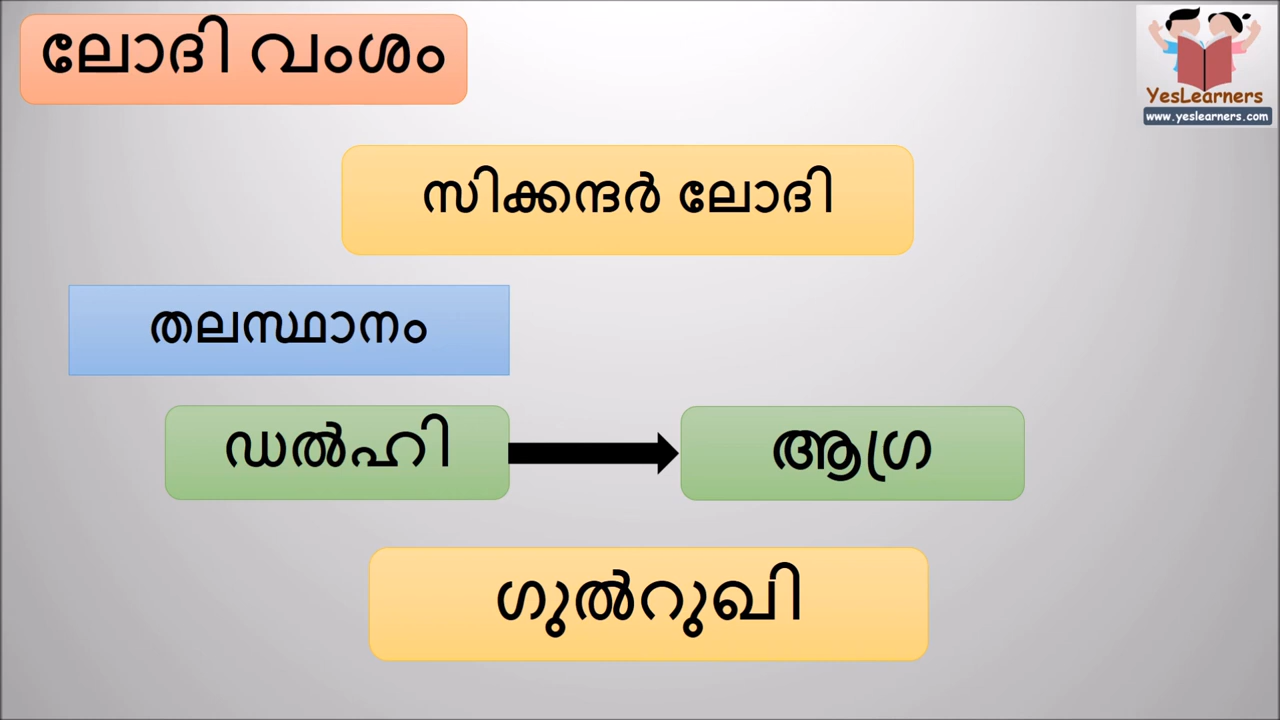 ലോദി വംശം
YesLearners
www.yeslearners.com
സിക്കന്ദർ ലോദി
തലസ്ഥാനം
ഡൽഹി
ആഗ്ര
ഗുൽറുഖി